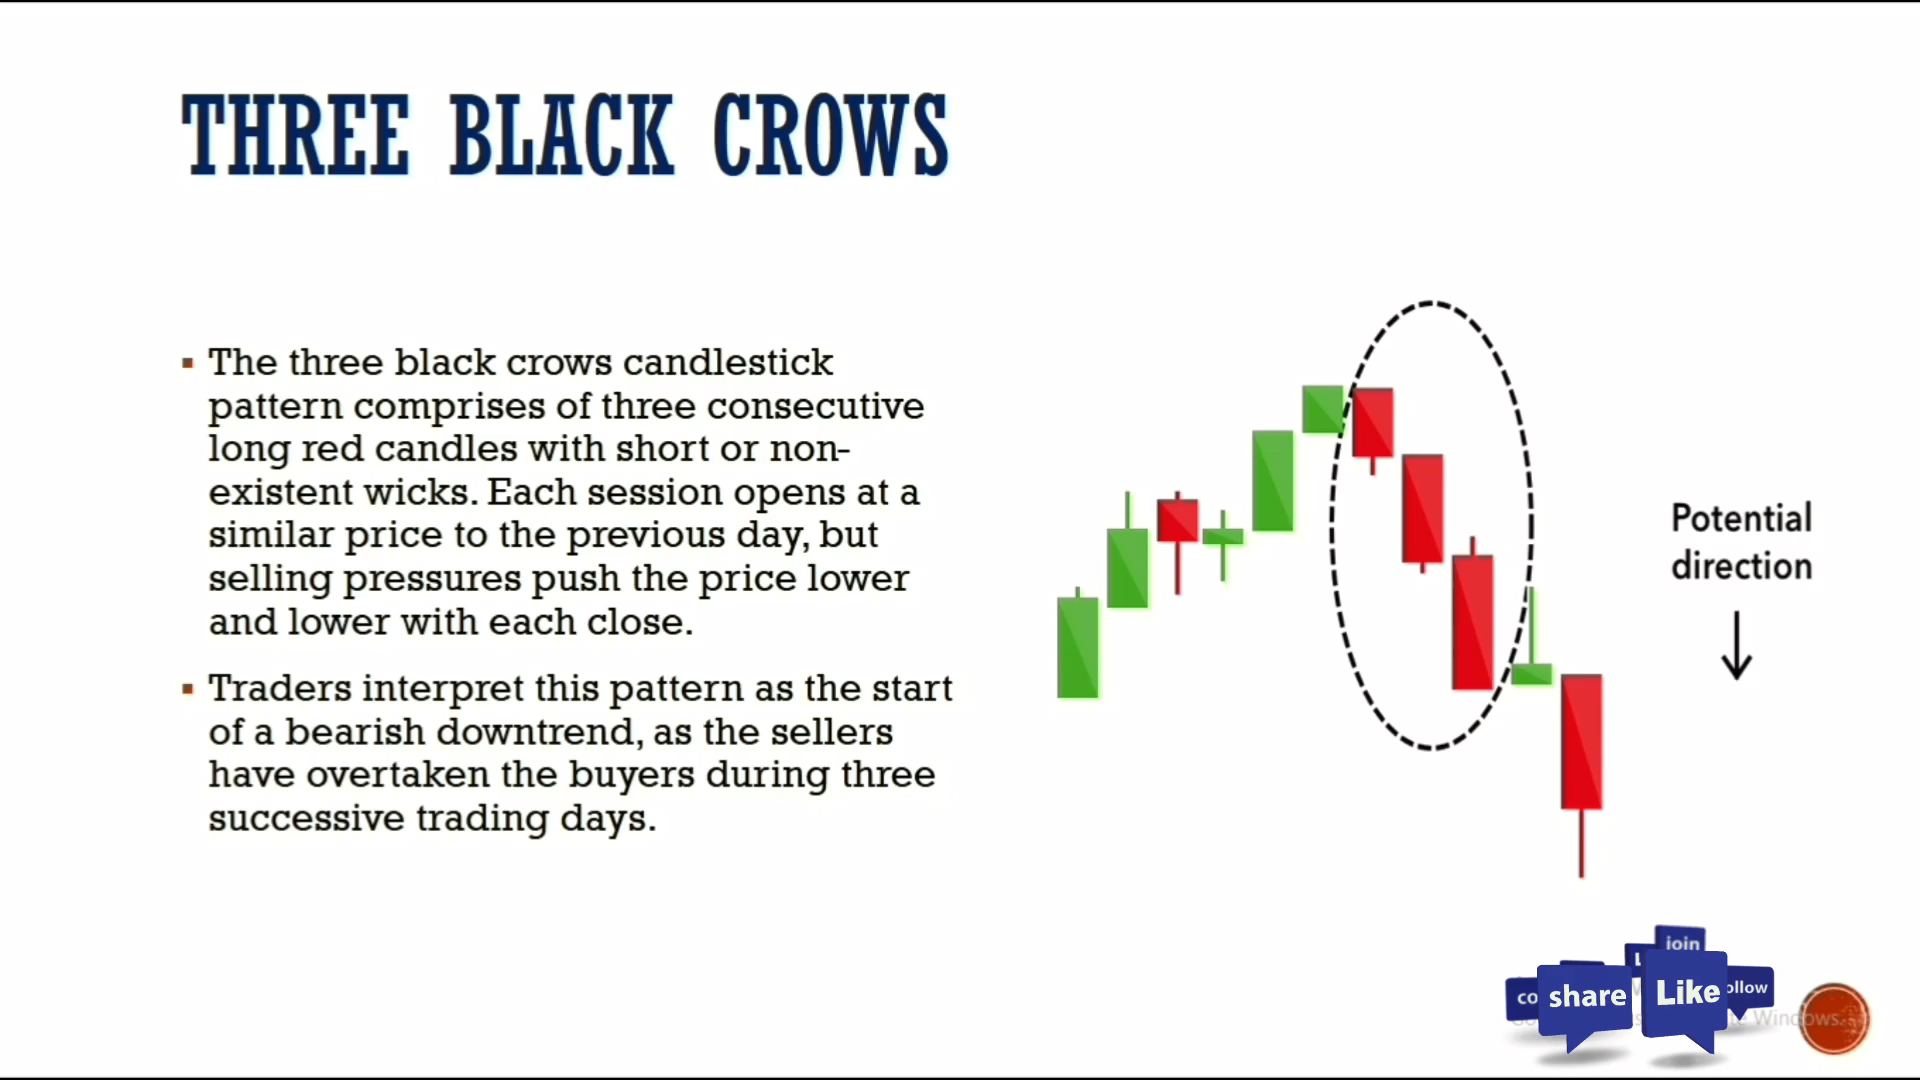 THREE BLACK CROWS
▪ The three black crows candlestick
pattern comprises of three consecutive
long red candles with short or non-
existent wicks. Each session opens at a
similar price to the previous day, but
selling pressures push the price lower
and lower with each close.
▪ Traders interpret this pattern as the start
of a bearish downtrend, as the sellers
have overtaken the buyers during three
successive trading days.
Potential
direction
join
share
Like
Windows.